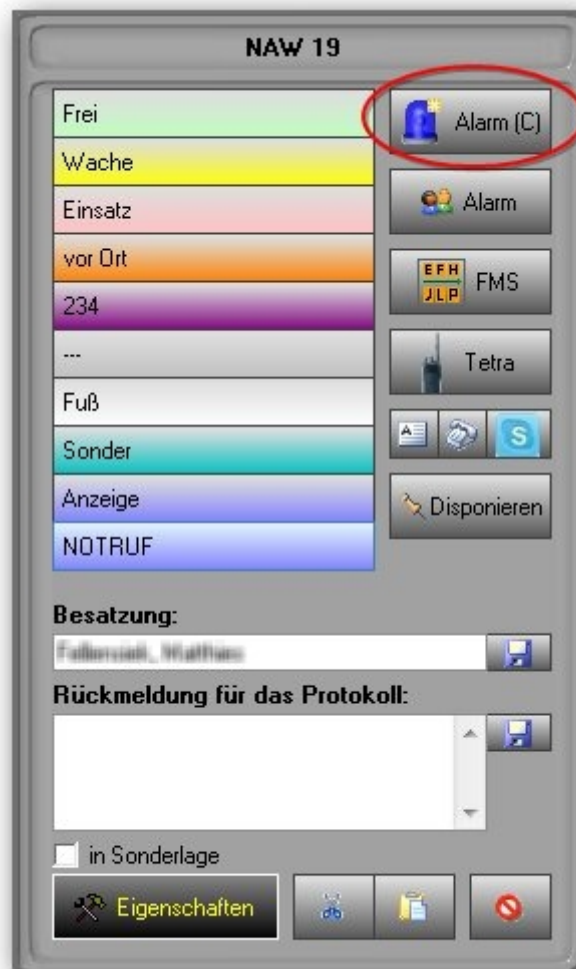 NAW 19
Frei
Alarm (C)
Wache
Einsatz
Alarm
vor Ort
234
EFH
JLP
FMS
---
Tetra
Fuß
Sonder
A
S
Anzeige
Disponieren
NOTRUF
Besatzung:
Rückmeldung für das Protokoll:
in Sonderlage
Eigenschaften